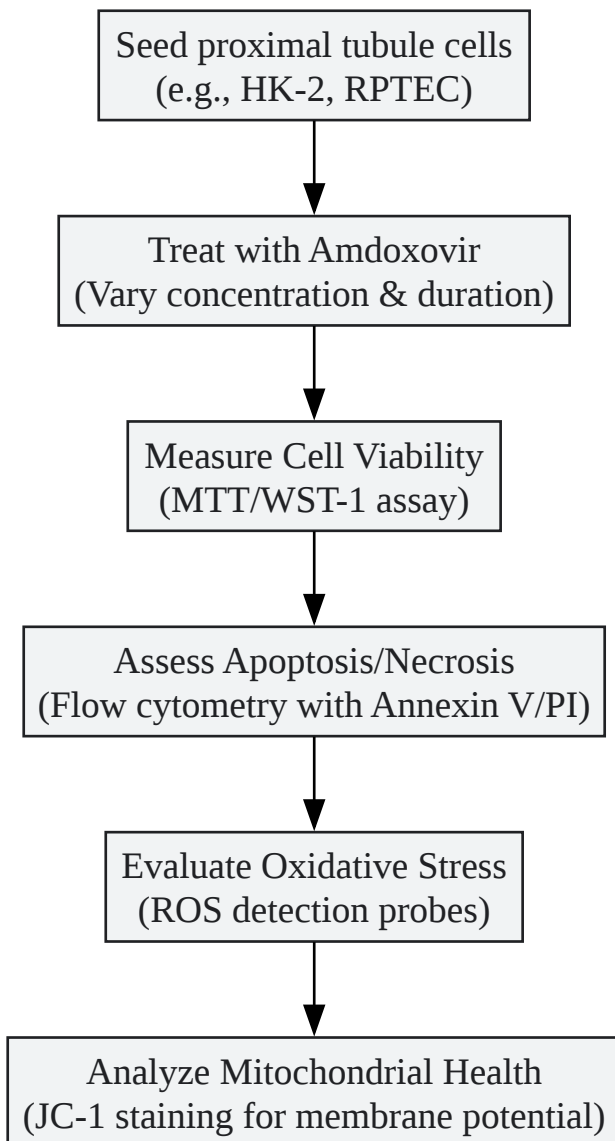 Seed proximal tubule cells
(e.g., HK-2, RPTEC)
Treat with Amdoxovir
(Vary concentration & duration)
Measure Cell Viability
(MTT/WST-1 assay)
Assess Apoptosis/Necrosis
(Flow cytometry with Annexin V/PI)
Evaluate Oxidative Stress
(ROS detection probes)
Analyze Mitochondrial Health
(JC-1 staining for membrane potential)